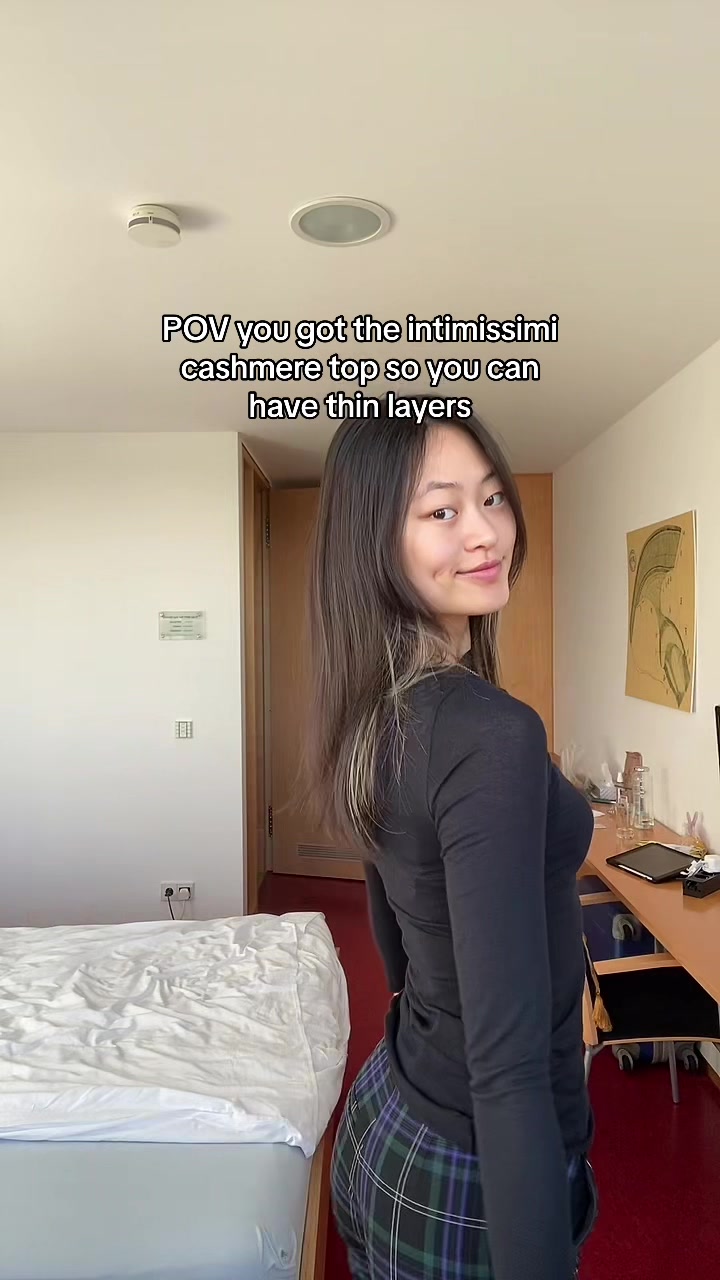 POV you got the intimissimi
cashmere top so you can
have thin layers